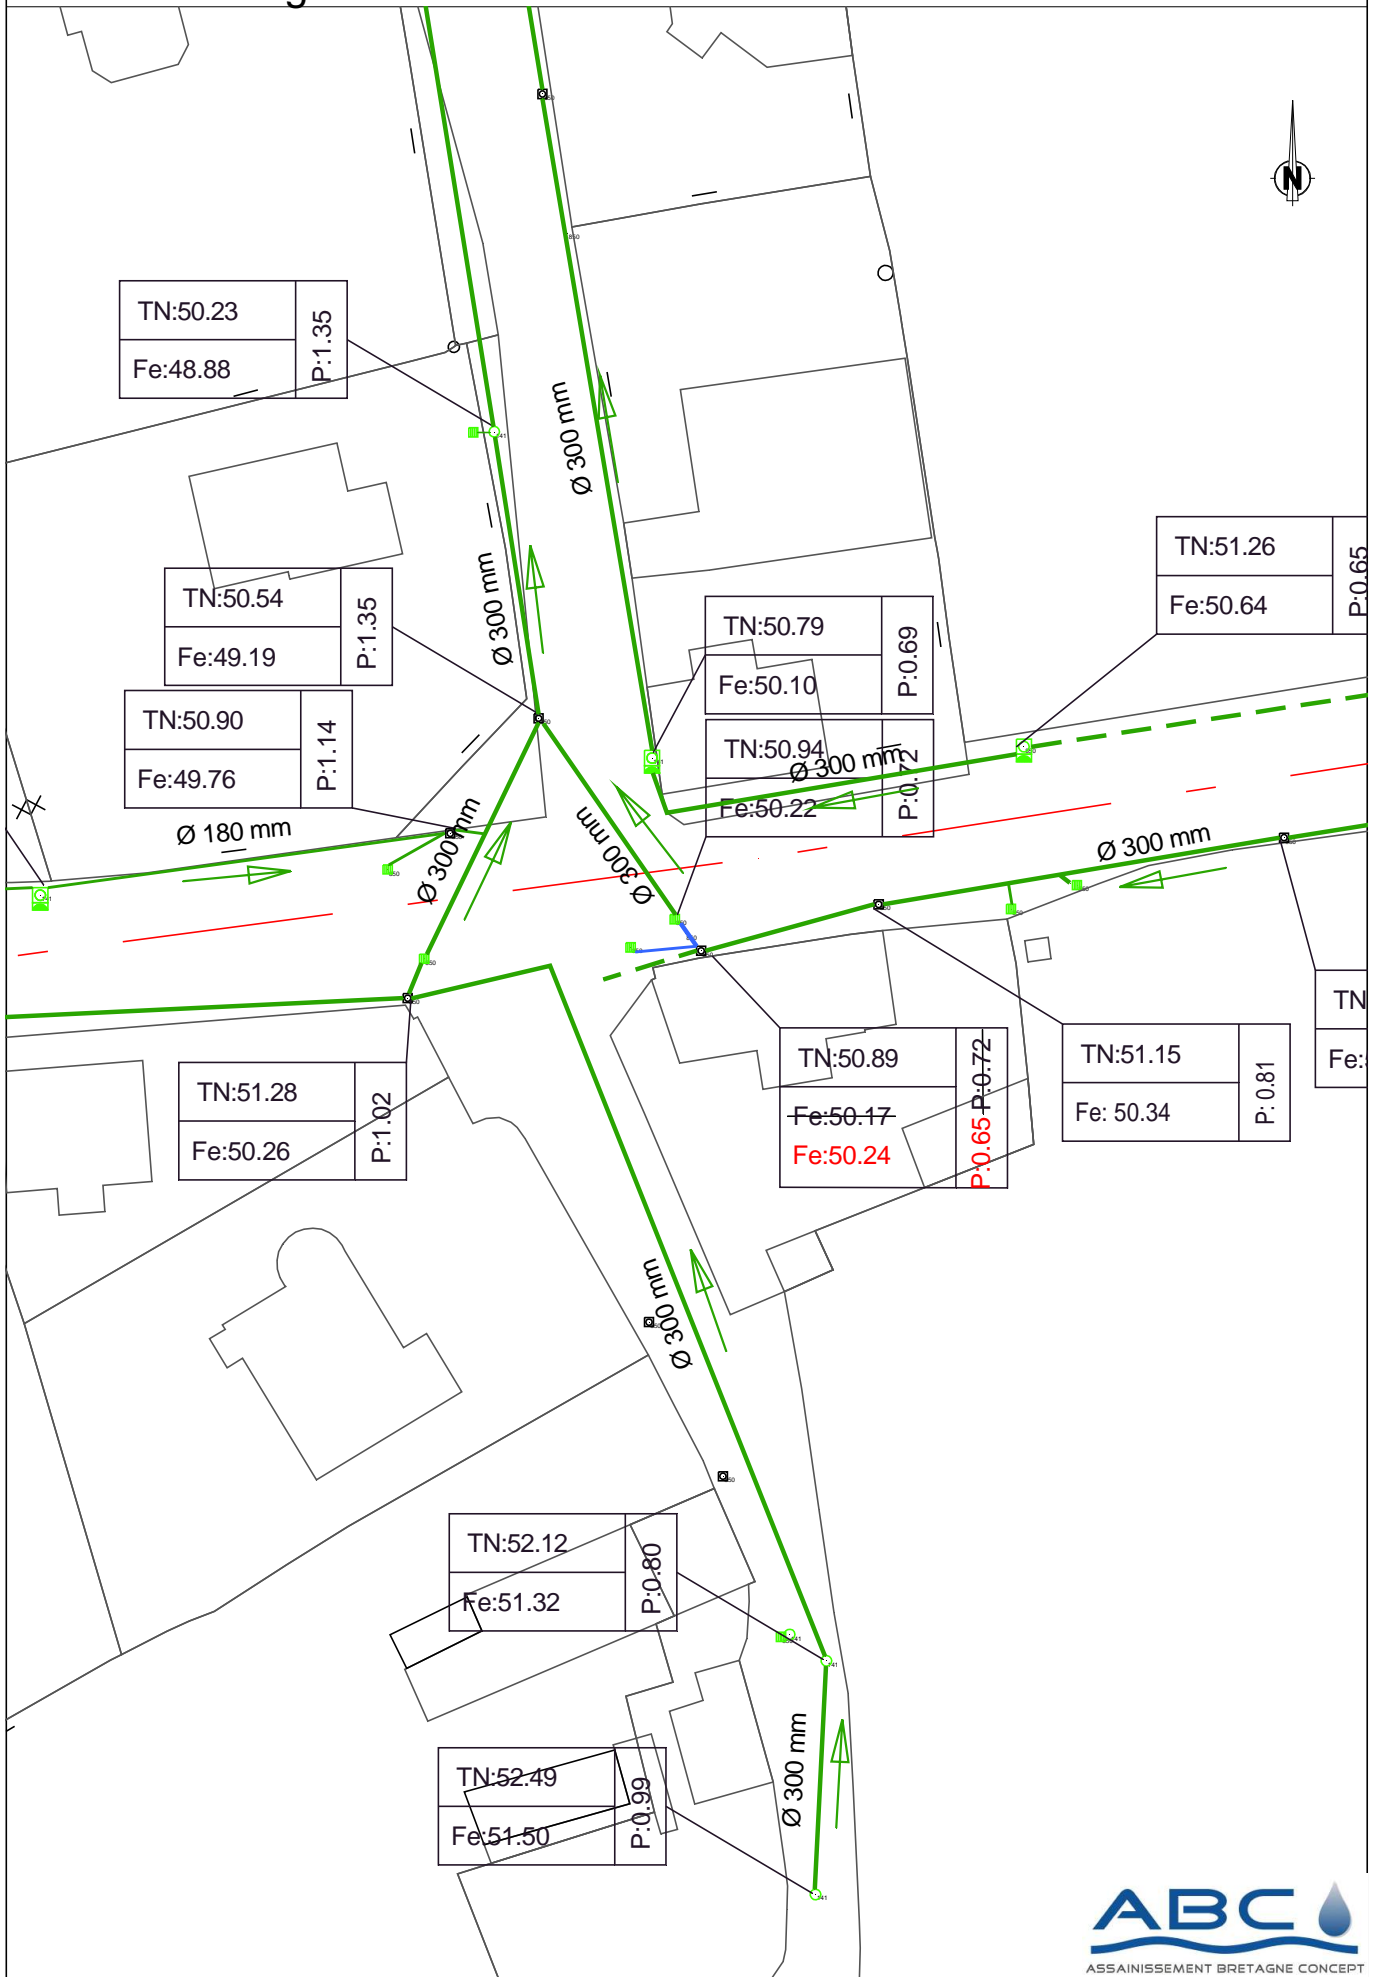 N
TN:50.23
Fe:48.88
P:1.35
Ø 300 mm
TN:51.26
Fe:50.64
P:0.65
TN:50.54
Fe:49.19
P:1.35
Ø 300 mm
TN:50.79
Fe:50.10
P:0.69
TN:50.90
Fe:49.76
P:1.14
TN:50.94
Fe:50.22
P:0.72
Ø 300 mm
Ø 180 mm
Ø 300 mm
Ø 300 mm
Ø 300 mm
TN
Fe:
TN:50.89
Fe:50.17
Fe:50.24
P:0.65 P:0.72
TN:51.15
Fe: 50.34
P: 0.81
TN:51.28
Fe:50.26
P:1.02
Ø 300 mm
TN:52.12
Fe:51.32
P:0.80
Ø 300 mm
TN:52.49
Fe:51.50
P:0.99
ABC
ASSAINISSEMENT BRETAGNE CONCEPT